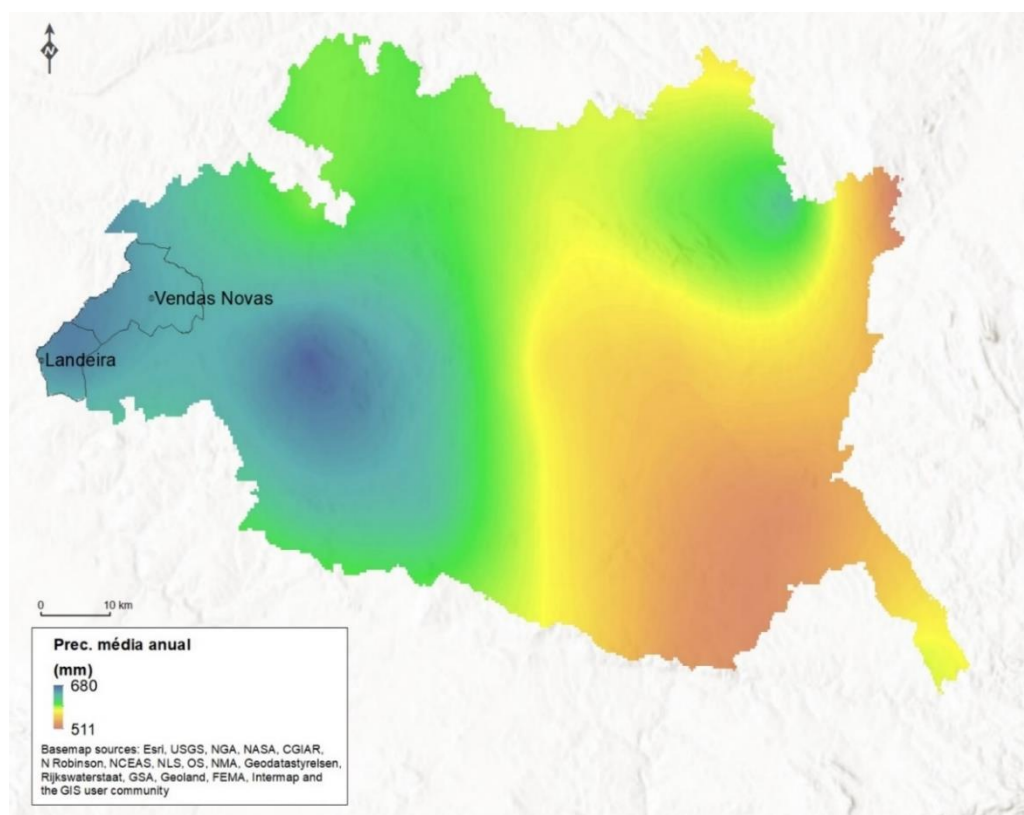 N
Vendas Novas
Landeira
0 10 km
Prec. média anual
(mm)
680
511
Basemap sources: Esri, USGS, NGA, NASA, CGIAR,
N Robinson, NCEAS, NLS, OS, NMA, Geodatastyrelsen,
Rijkswaterstaat, GSA, Geoland, FEMA, Intermap and
the GIS user community